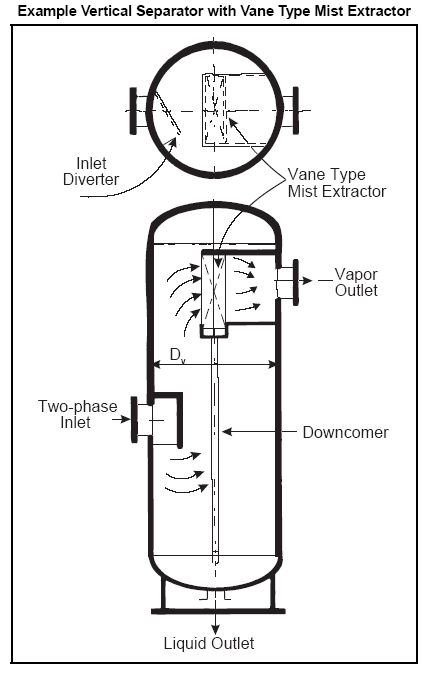 Example Vertical Separator with Vane Type Mist Extractor
Inlet
Diverter
Vane Type
Mist Extractor
Vapor
Outlet
Dv
Two-phase
Inlet
Downcomer
Liquid Outlet